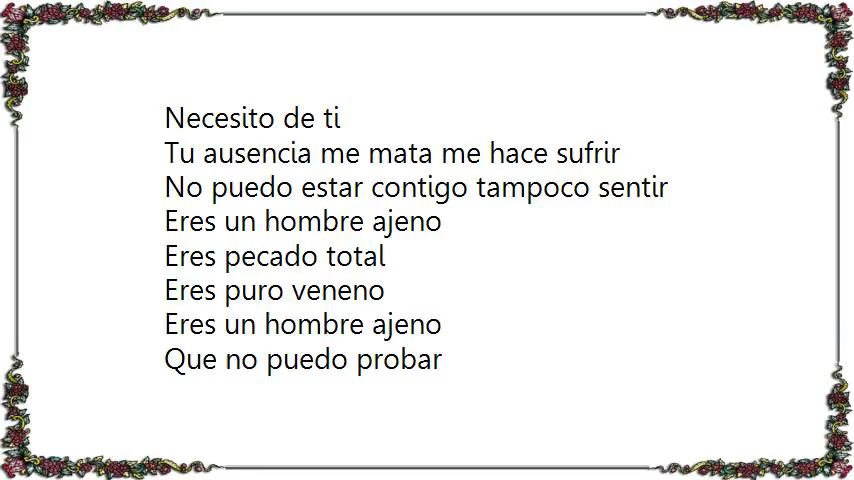 Necesito de ti
Tu ausencia me mata me hace sufrir
No puedo estar contigo tampoco sentir
Eres un hombre ajeno
Eres pecado total
Eres puro veneno
Eres un hombre ajeno
Que no puedo probar